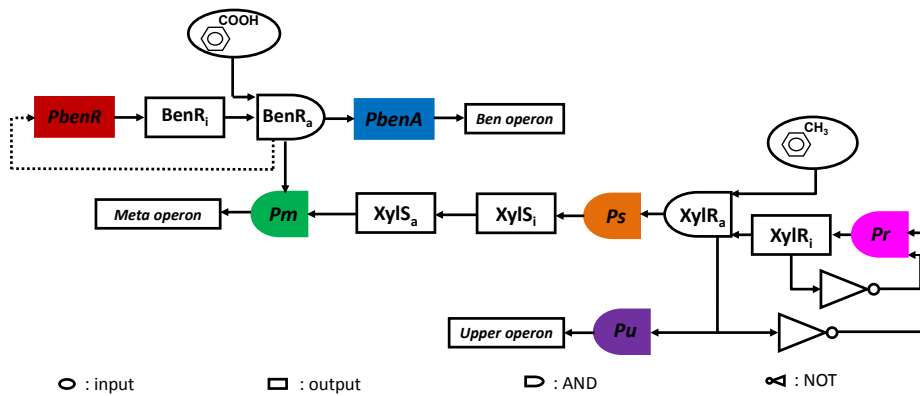 COOH
PbenR
BenRi
BenRa
PbenA
Ben operon
CH3
Meta operon
Pm
XylSa
XylSi
Ps
XylRa
XylRi
Pr
Upper operon
Pu
: input
: output
: AND
: NOT